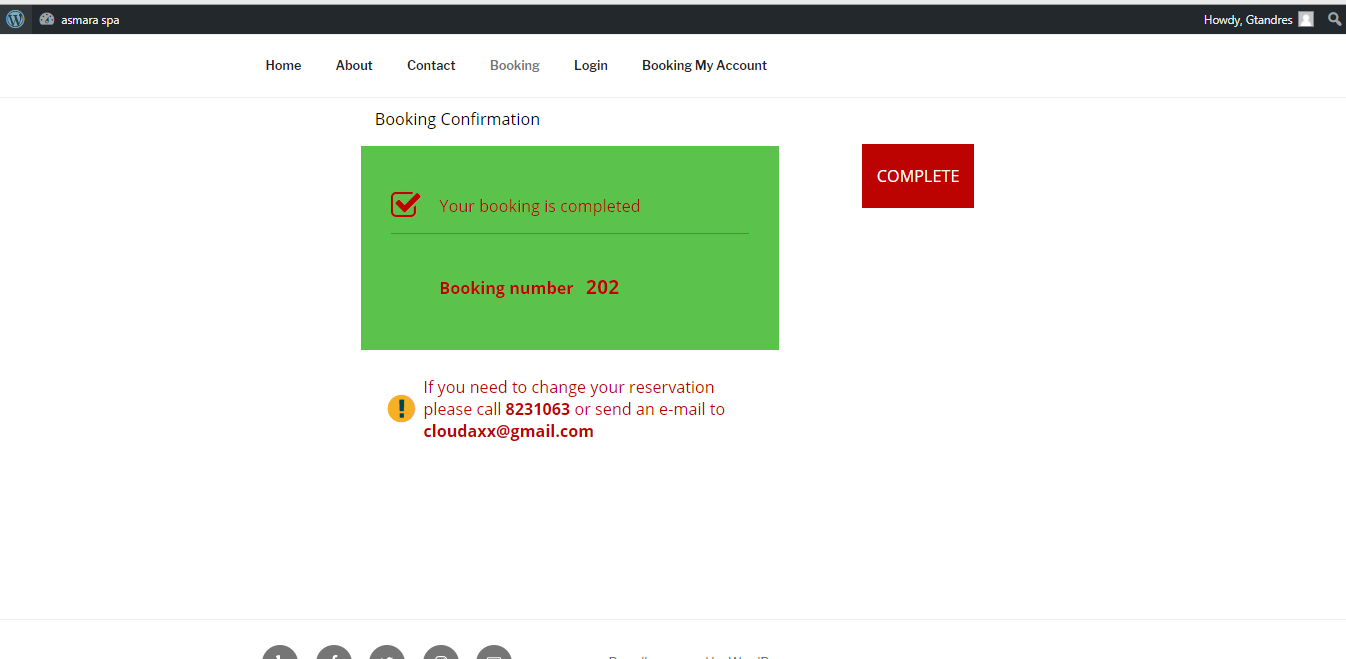 asmara spa
Howdy, Gtandres
Home About Contact Booking Login Booking My Account
Booking Confirmation
Your booking is completed
COMPLETE
Booking number 202
If you need to change your reservation
please call 8231063 or send an e-mail to
cloudaxx@gmail.com